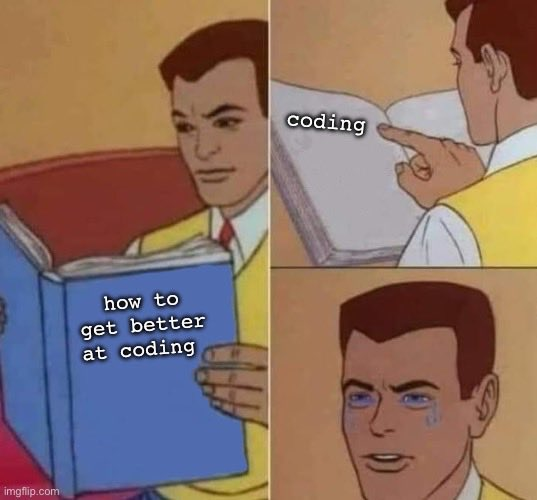 how to
get better
at coding
coding
imgflip.com